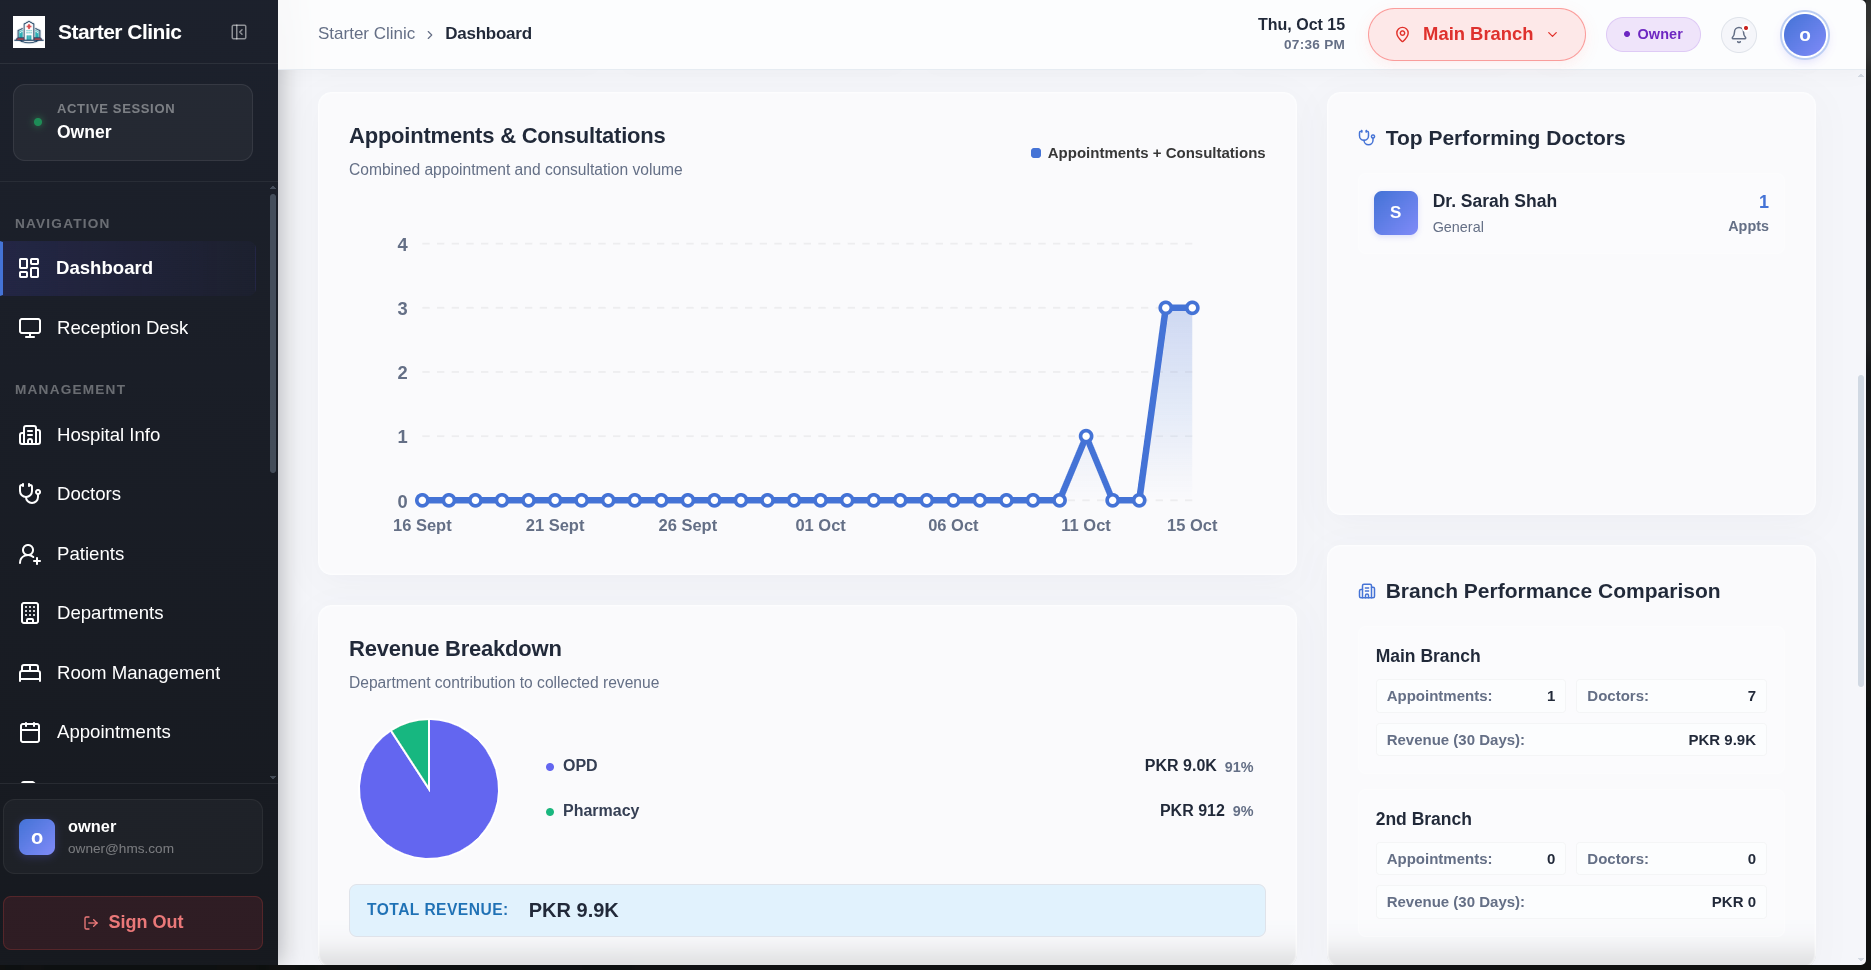 Starter Clinic
ACTIVE SESSION
Owner
NAVIGATION
Dashboard
Reception Desk
MANAGEMENT
Hospital Info
Doctors
Patients
Departments
Room Management
Appointments
o
owner
owner@hms.com
Sign Out
Starter Clinic > Dashboard
Thu, Oct 15
07:36 PM
Main Branch
Owner
o
Appointments & Consultations
Combined appointment and consultation volume
Appointments + Consultations
4
3
2
1
0
16 Sept 21 Sept 26 Sept 01 Oct 06 Oct 11 Oct 15 Oct
Revenue Breakdown
Department contribution to collected revenue
OPD PKR 9.0K 91%
Pharmacy PKR 912 9%
TOTAL REVENUE: PKR 9.9K
Top Performing Doctors
S
Dr. Sarah Shah 1
General Appts
Branch Performance Comparison
Main Branch
Appointments: 1 Doctors: 7
Revenue (30 Days): PKR 9.9K
2nd Branch
Appointments: 0 Doctors: 0
Revenue (30 Days): PKR 0